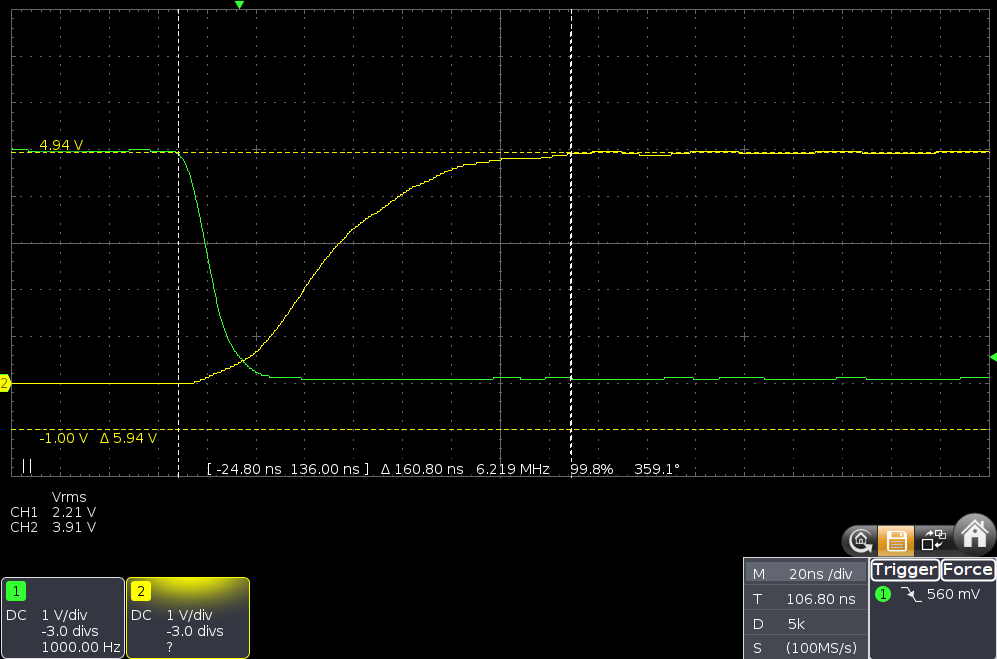 4.94 V
2
-1.00 V Δ 5.94 V
[ -24.80 ns 136.00 ns ] Δ 160.80 ns 6.219 MHz 99.8% 359.1°
Vrms
CH1 2.21 V
CH2 3.91 V
1
DC 1 V/div
-3.0 divs
1000.00 Hz
2
DC 1 V/div
-3.0 divs
?
M 20ns /div
T 106.80 ns
D 5k
S (100MS/s)
Trigger Force
1 560 mV